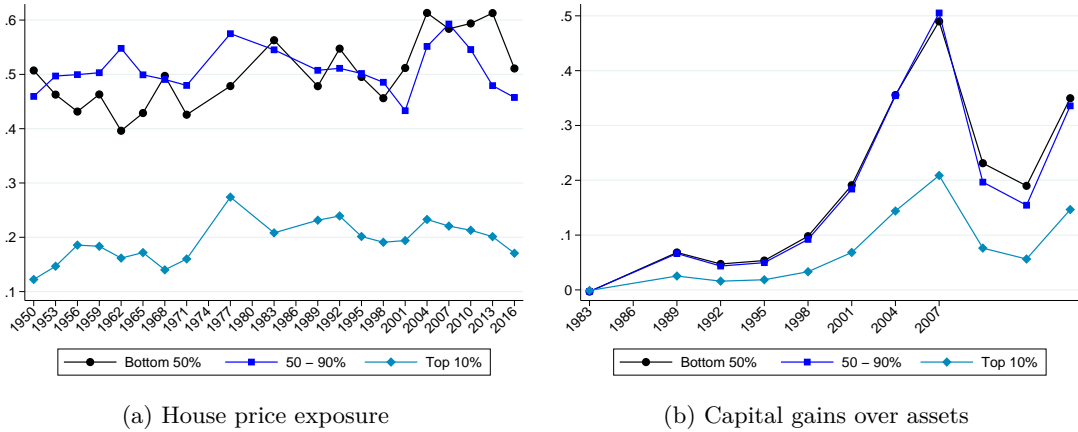 .6
.5
.4
.3
.2
.1
1950 1953 1956 1959 1962 1965 1968 1971 1974 1977 1980 1983 1986 1989 1992 1995 1998 2001 2004 2007 2010 2013 2016
Bottom 50% 50 – 90% Top 10%
(a) House price exposure
.5
.4
.3
.2
.1
0
1983 1986 1989 1992 1995 1998 2001 2004 2007
Bottom 50% 50 – 90% Top 10%
(b) Capital gains over assets